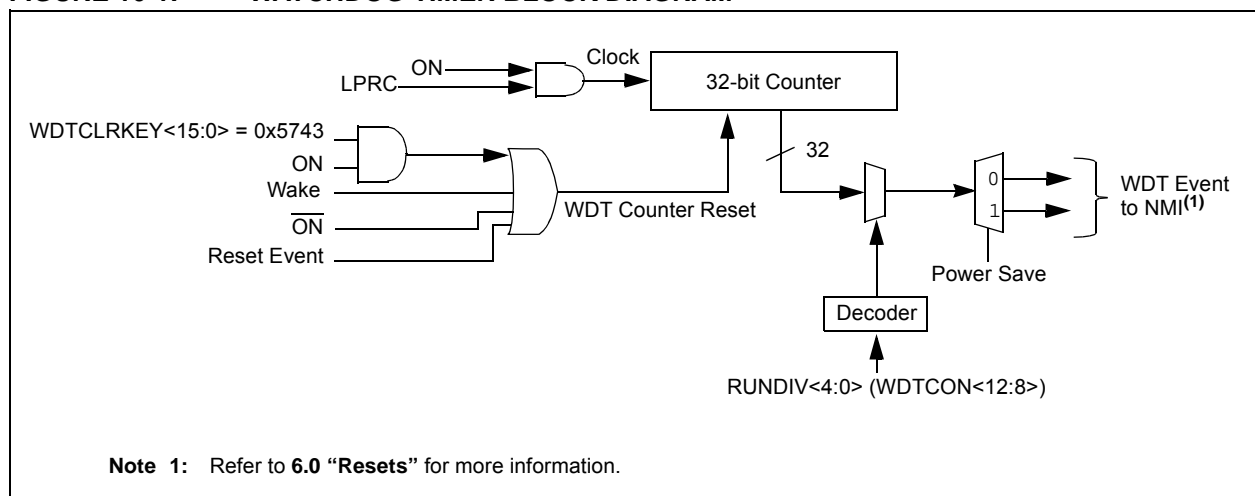 ON
Clock
LPRC
32-bit Counter
WDTCLRKEY<15:0> = 0x5743
32
ON
Wake
0
1
WDT Event
to NMI(1)
WDT Counter Reset
ON
Reset Event
Power Save
Decoder
RUNDIV<4:0> (WDTCON<12:8>)
Note 1: Refer to 6.0 “Resets” for more information.